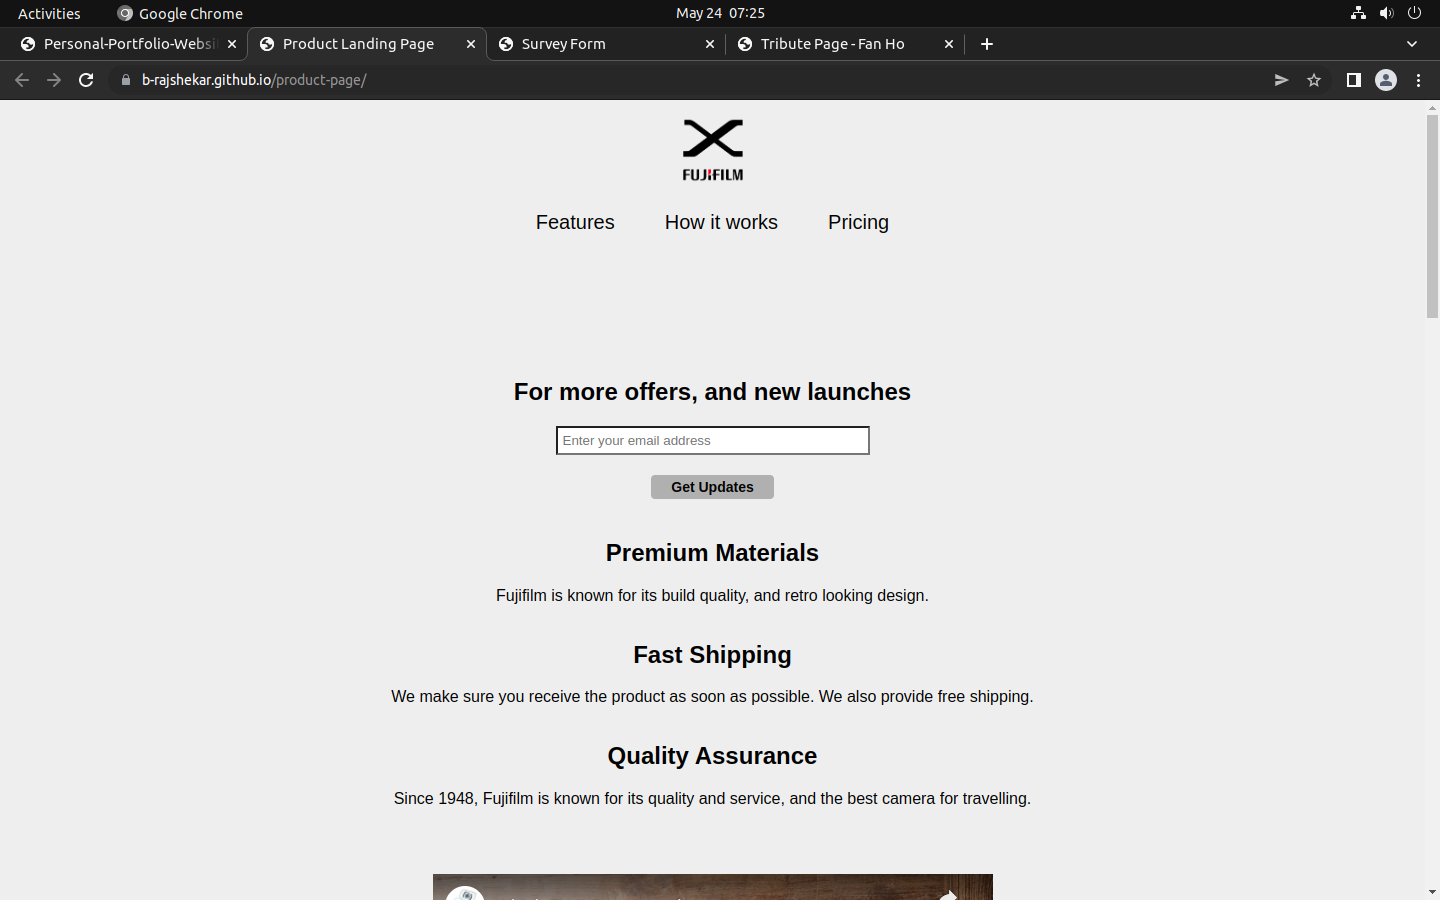 Activities
Google Chrome
May 24 07:25
Personal-Portfolio-Websi
Product Landing Page
Survey Form
Tribute Page - Fan Ho
b-rajshekar.github.io/product-page/
FUJIFILM
Features
How it works
Pricing
For more offers, and new launches
Enter your email address
Get Updates
Premium Materials
Fujifilm is known for its build quality, and retro looking design.
Fast Shipping
We make sure you receive the product as soon as possible. We also provide free shipping.
Quality Assurance
Since 1948, Fujifilm is known for its quality and service, and the best camera for travelling.